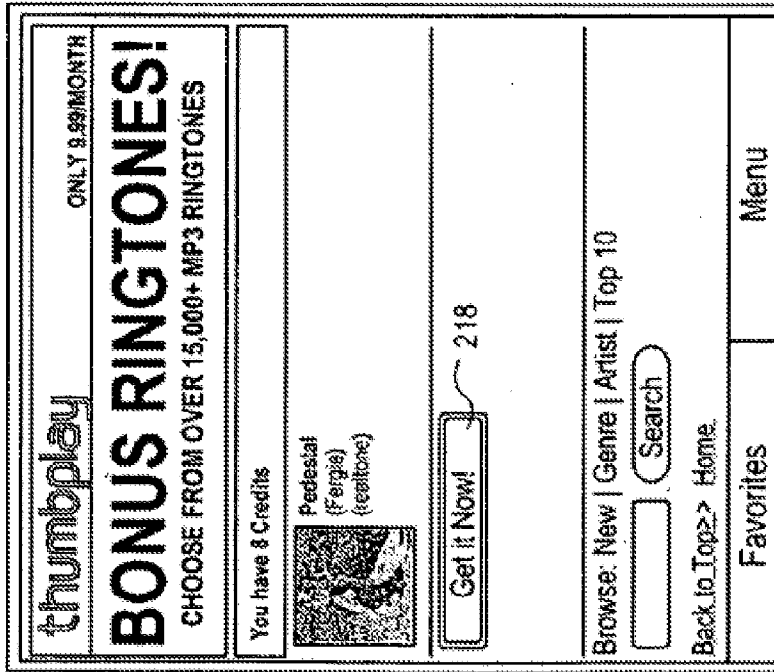 thumbplay ONLY 9.99/MONTH
BONUS RINGTONES!
CHOOSE FROM OVER 15,000+ MP3 RINGTONES
You have 8 Credits
Pedestal
(Fergie)
(realtone)
Get it Now!
218
Browse: New | Genre | Artist | Top 10
Search
Back to Top>> Home
Favorites Menu